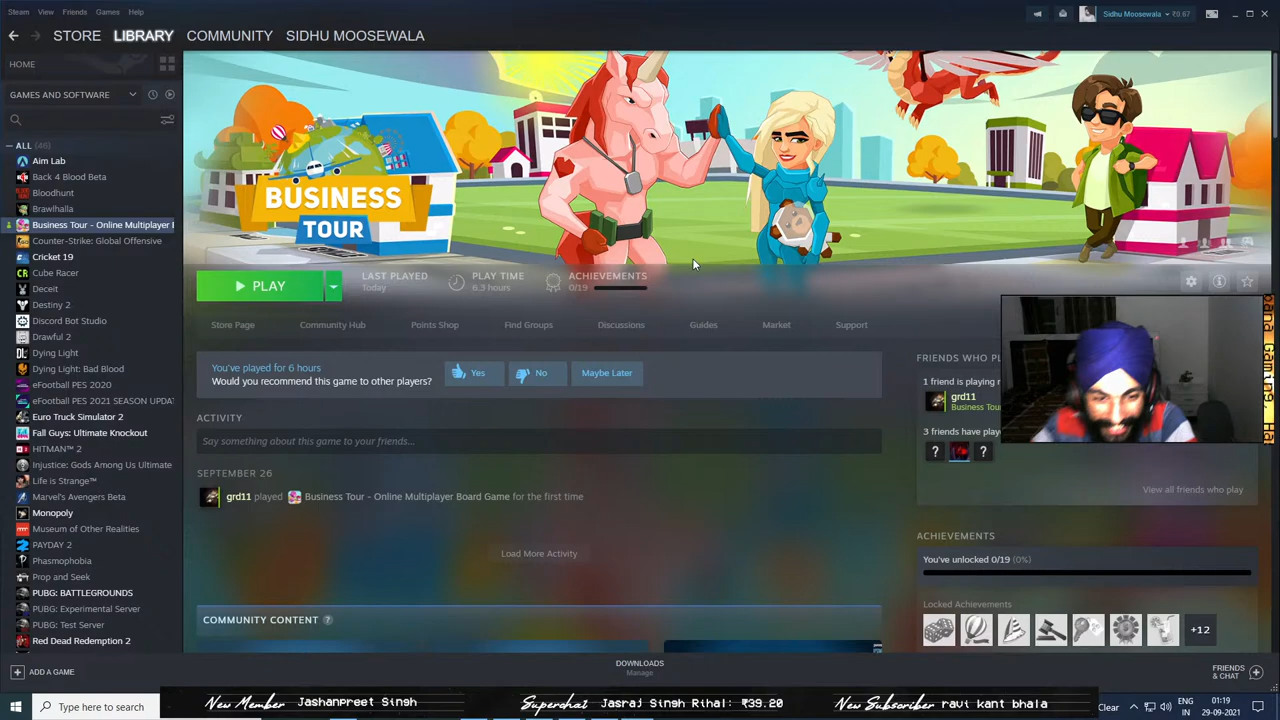 Steam View Friends Games Help
Sidhu Moosewala ₹0.67
STORE LIBRARY COMMUNITY SIDHU MOOSEWALA
HOME
GAMES AND SOFTWARE
ALL (46)
Aim Lab
Back 4 Blood Beta
Bloodhunt
Brawlhalla
Business Tour - Online Multiplayer
Counter-Strike: Global Offensive
Cricket 19
Cube Racer
Deceit
Destiny 2
Discord Bot Studio
Drawful 2
Dying Light
Dying Light: Bad Blood
eFootball PES 2020
eFootball PES 2021 SEASON UPDA
Euro Truck Simulator 2
Fall Guys: Ultimate Knockout
HITMAN™ 2
Injustice: Gods Among Us Ultimate
Life is Strange™
Marvel's Avengers Beta
Monopoly
Museum of Other Realities
PAYDAY 2
Phasmophobia
Prop and Seek
PUBG: BATTLEGROUNDS
PUBG: Experimental Server
PUBG: Test Server
Red Dead Redemption 2
BUSINESS
TOUR
PLAY
LAST PLAYED
Today
PLAY TIME
6.3 hours
ACHIEVEMENTS
0/19
Store Page Community Hub Points Shop Find Groups Discussions Guides Market Support
You've played for 6 hours
Would you recommend this game to other players?
Yes No Maybe Later
ACTIVITY
Say something about this game to your friends...
SEPTEMBER 26
grd11 played Business Tour - Online Multiplayer Board Game for the first time
Load More Activity
COMMUNITY CONTENT ?
FRIENDS WHO PL
1 friend is playing
grd11
Business Tou
3 friends have play
? ?
View all friends who play
ACHIEVEMENTS
You've unlocked 0/19 (0%)
Locked Achievements
+12
ADD A GAME
DOWNLOADS
Manage
FRIENDS
& CHAT
Type here to search
New Member Jashanpreet Singh
Superchat Jasraj Singh Rihal: ₹39.20
New Subscriber ravi kant bhala
Clear
ENG
IN
01:19
29-09-2021